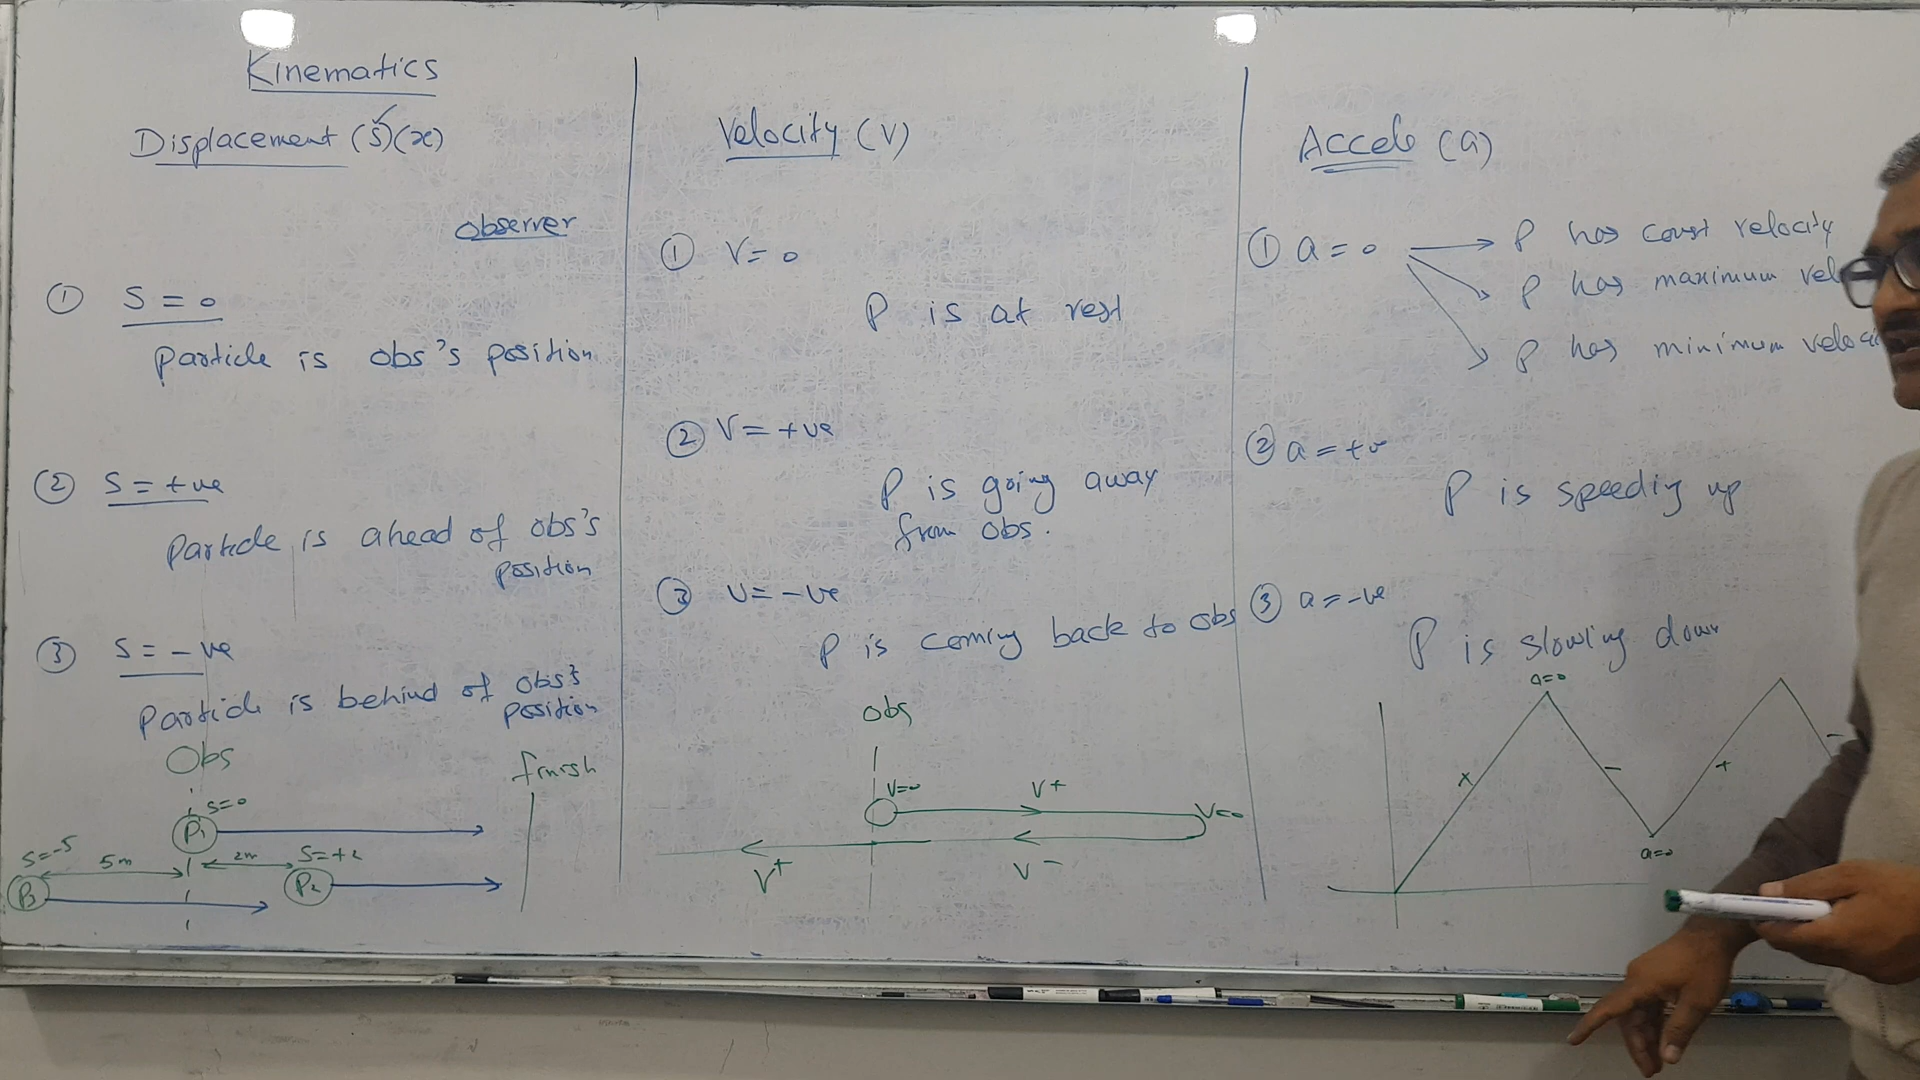 Kinematics
Displacement (s)(x)
observer
① S = 0
particle is obs's position
② S = +ve
Particle is ahead of obs's
position
③ S = -ve
Particle is behind of obs's
position
Obs
finish
S=0
P1
S=-5
5m
2m
S=+2
P3
P2
Velocity (V)
① V = 0
P is at rest
② V = +ve
P is going away
from obs.
③ V = -ve
P is coming back to obs
Obs
V=0
V+
V=0
V+
V-
Accele (a)
① a = 0
P has const velocity
P has maximum vel
P has minimum veloci
② a = +v
P is speediy up
③ a = -ve
P is slowing down
a=0
+
-
+
-
a=0